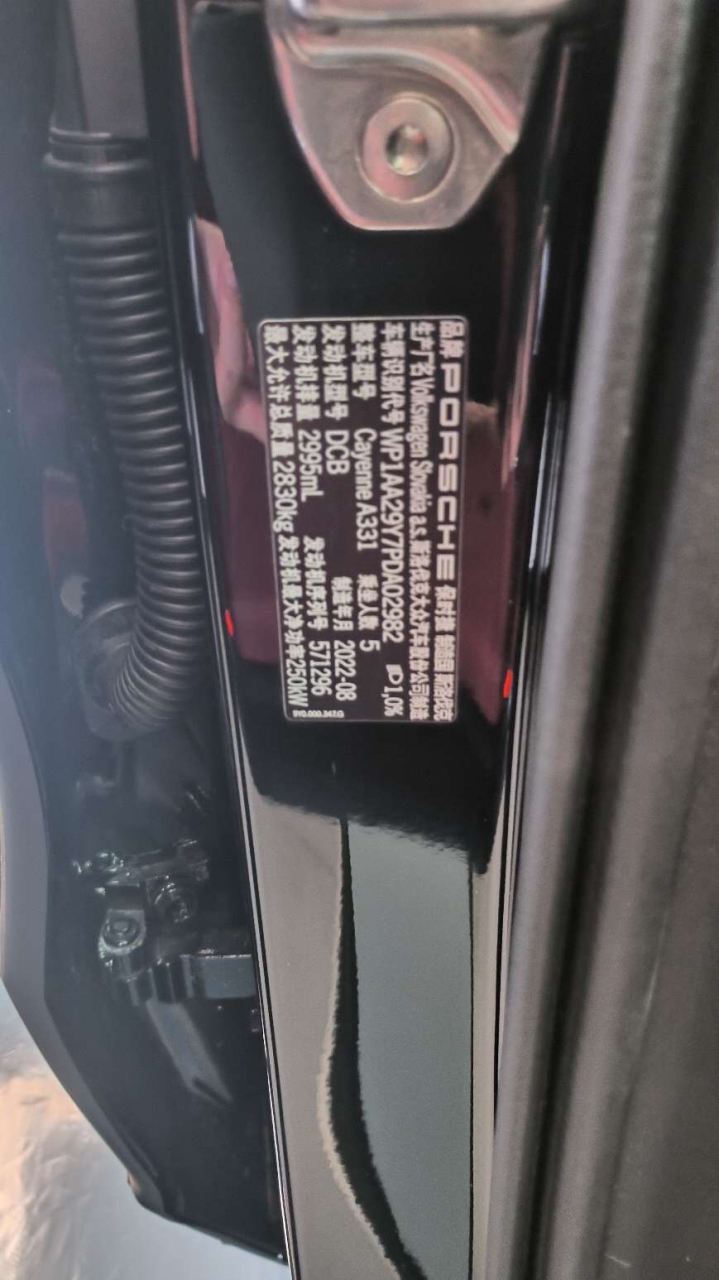 品牌 PORSCHE 保时捷 制造国 斯洛伐克
生产厂名 Volkswagen Slovakia a.s. 斯洛伐克大众汽车股份公司制造
车辆识别代号 WP1AA29Y7PDA02982 1,0%
整车型号 Cayenne A331 乘坐人数 5
发动机型号 DCB 制造年月 2022-08
发动机排量 2995mL 发动机序列号 571296
最大允许总质量 2830kg 发动机最大净功率 250kW
9Y0.000.347.G